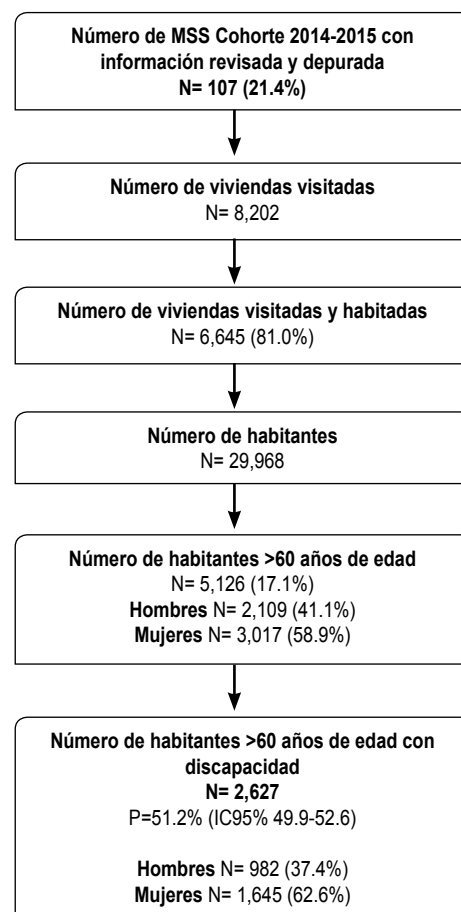 Número de MSS Cohorte 2014-2015 con
información revisada y depurada
N= 107 (21.4%)
Número de viviendas visitadas
N= 8,202
Número de viviendas visitadas y habitadas
N= 6,645 (81.0%)
Número de habitantes
N= 29,968
Número de habitantes >60 años de edad
N= 5,126 (17.1%)
Hombres N= 2,109 (41.1%)
Mujeres N= 3,017 (58.9%)
Número de habitantes >60 años de edad con
discapacidad
N= 2,627
P=51.2% (IC95% 49.9-52.6)
Hombres N= 982 (37.4%)
Mujeres N= 1,645 (62.6%)